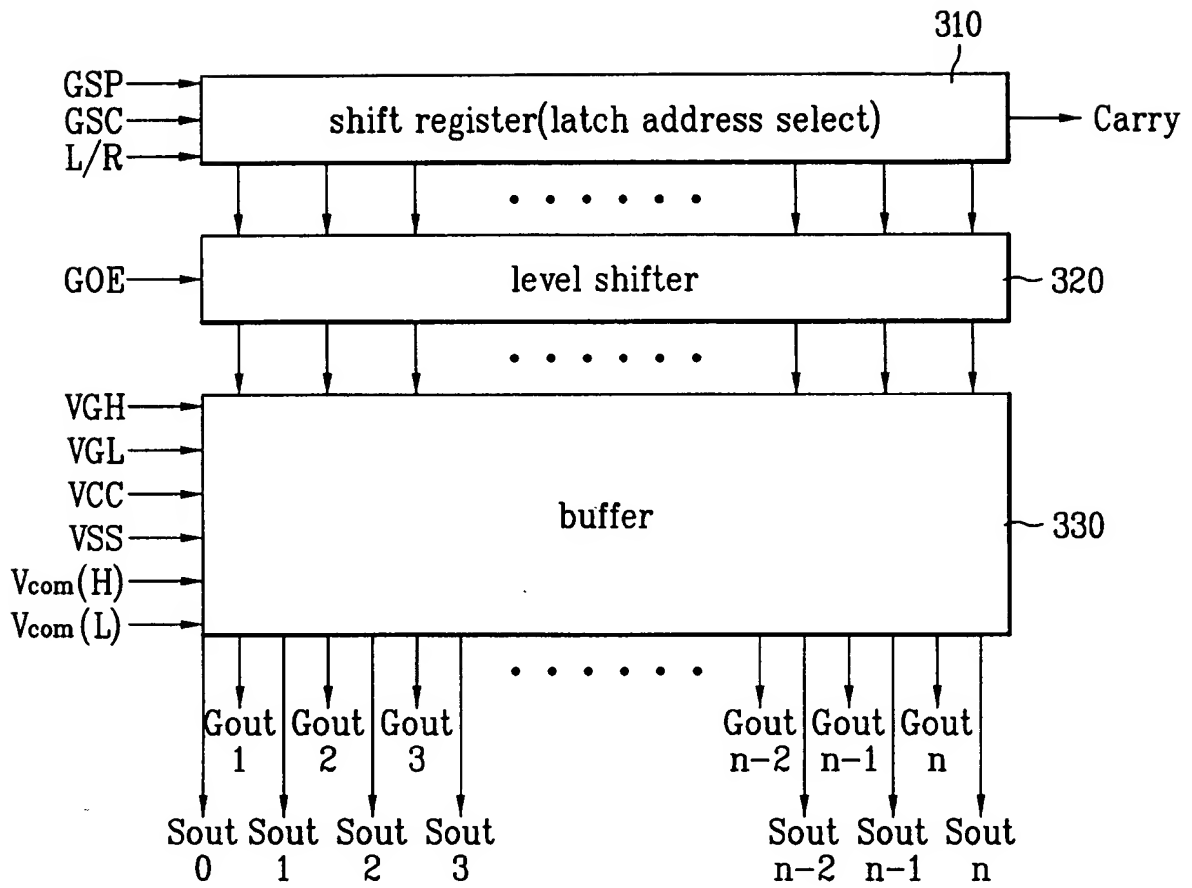 310
GSP
GSC
L/R
shift register(latch address select)
Carry
GOE
level shifter
320
VGH
VGL
VCC
VSS
Vcom(H)
Vcom(L)
buffer
330
Gout Gout Gout Gout Gout Gout
1 2 3 n-2 n-1 n
Sout Sout Sout Sout Sout Sout Sout
0 1 2 3 n-2 n-1 n